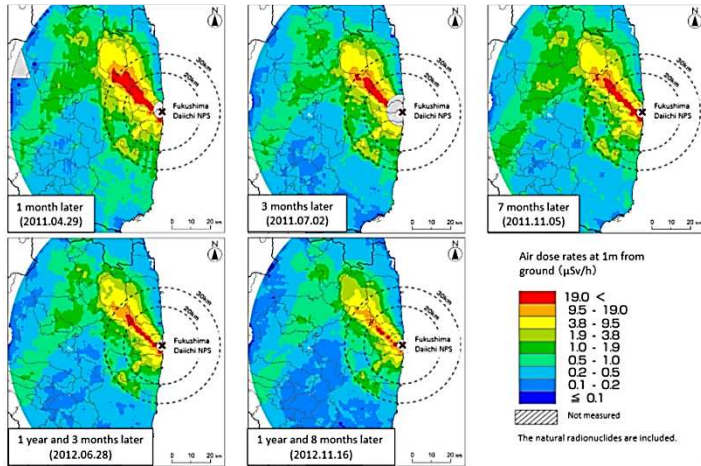 N
30km
20km
Fukushima
Daiichi NPS
1 month later
(2011.04.29)
0 10 20 km
N
30km
20km
Fukushima
Daiichi NPS
3 months later
(2011.07.02)
0 10 20 km
N
30km
20km
Fukushima
Daiichi NPS
7 months later
(2011.11.05)
0 10 20 km
N
30km
20km
Fukushima
Daiichi NPS
1 year and 3 months later
(2012.06.28)
0 10 20 km
N
30km
20km
Fukushima
Daiichi NPS
1 year and 8 months later
(2012.11.16)
0 10 20 km
Air dose rates at 1m from
ground (μSv/h)
19.0 <
9.5 - 19.0
3.8 - 9.5
1.9 - 3.8
1.0 - 1.9
0.5 - 1.0
0.2 - 0.5
0.1 - 0.2
≦ 0.1
Not measured
The natural radionuclides are included.